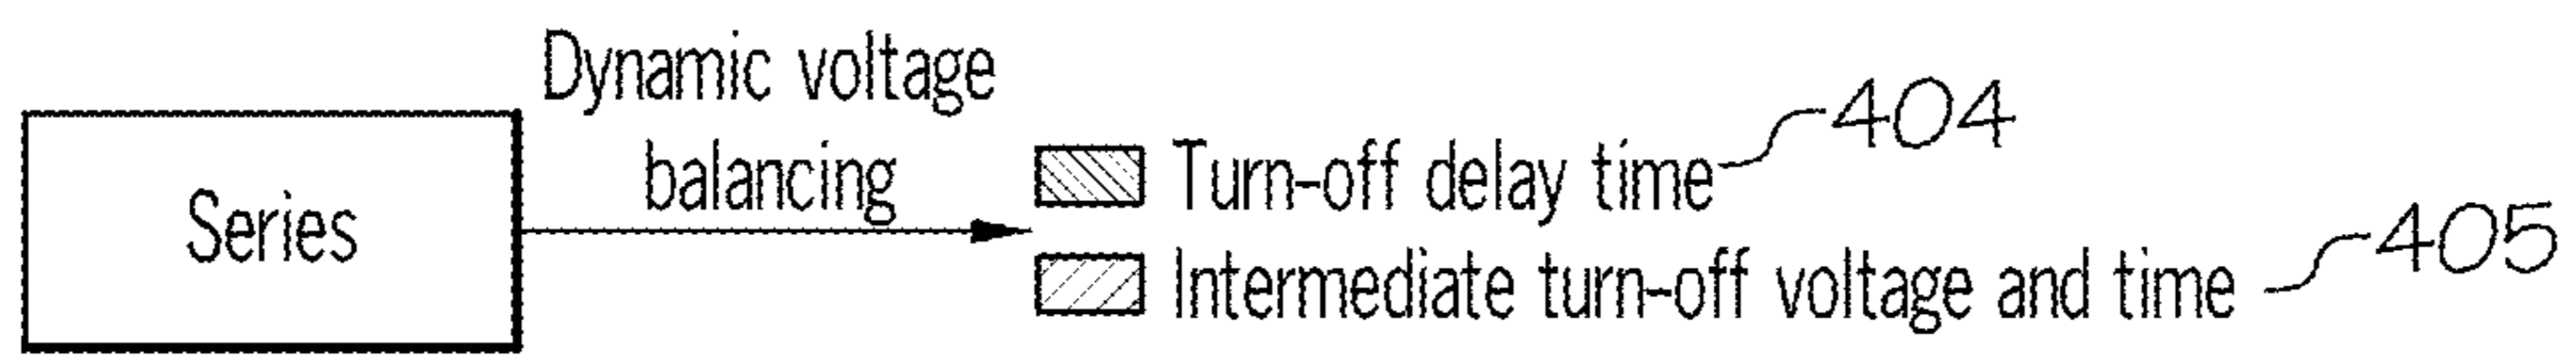 Series
Dynamic voltage
balancing
Turn-off delay time 404
Intermediate turn-off voltage and time 405